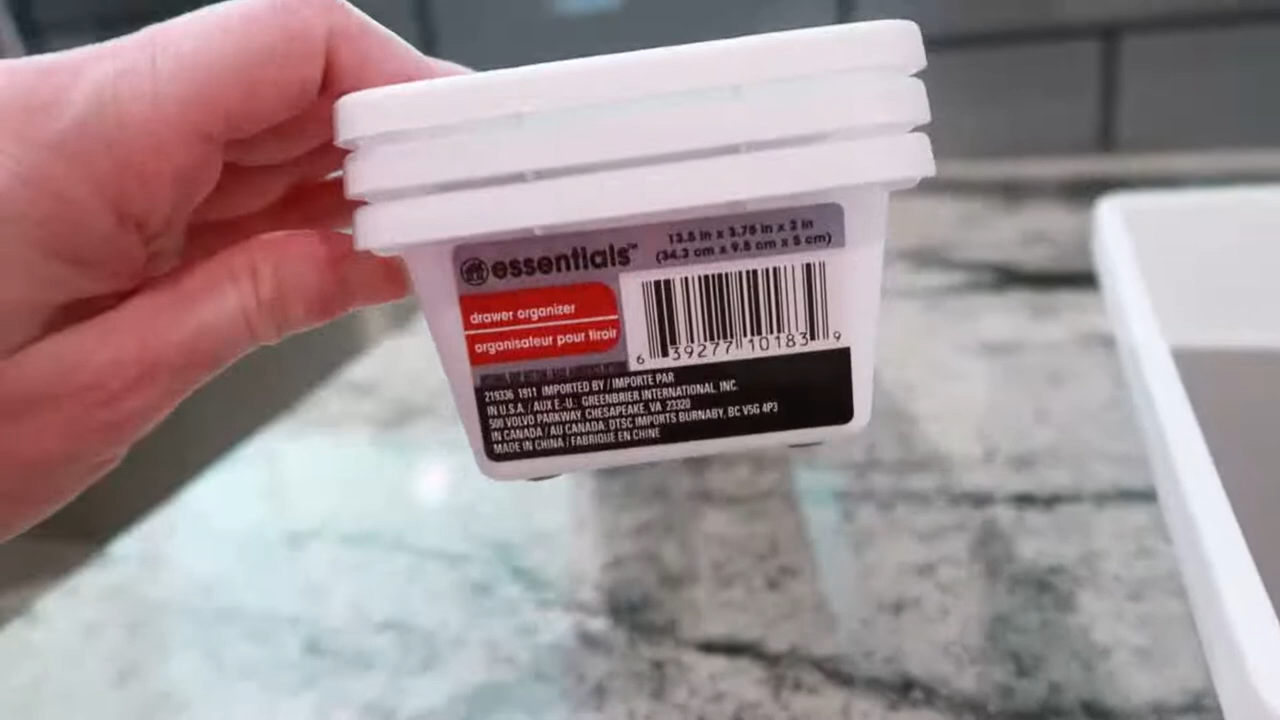 essentials™
13.5 in x 3.75 in x 2 in
(34.3 cm x 9.5 cm x 5 cm)
drawer organizer
organisateur pour tiroir
6 39277 10183 9
219336 1911 IMPORTED BY / IMPORTÉ PAR
IN U.S.A. / AUX É.-U.: GREENBRIER INTERNATIONAL, INC.
500 VOLVO PARKWAY, CHESAPEAKE, VA 23320
IN CANADA / AU CANADA: DTSC IMPORTS BURNABY, BC V5G 4P3
MADE IN CHINA / FABRIQUÉ EN CHINE